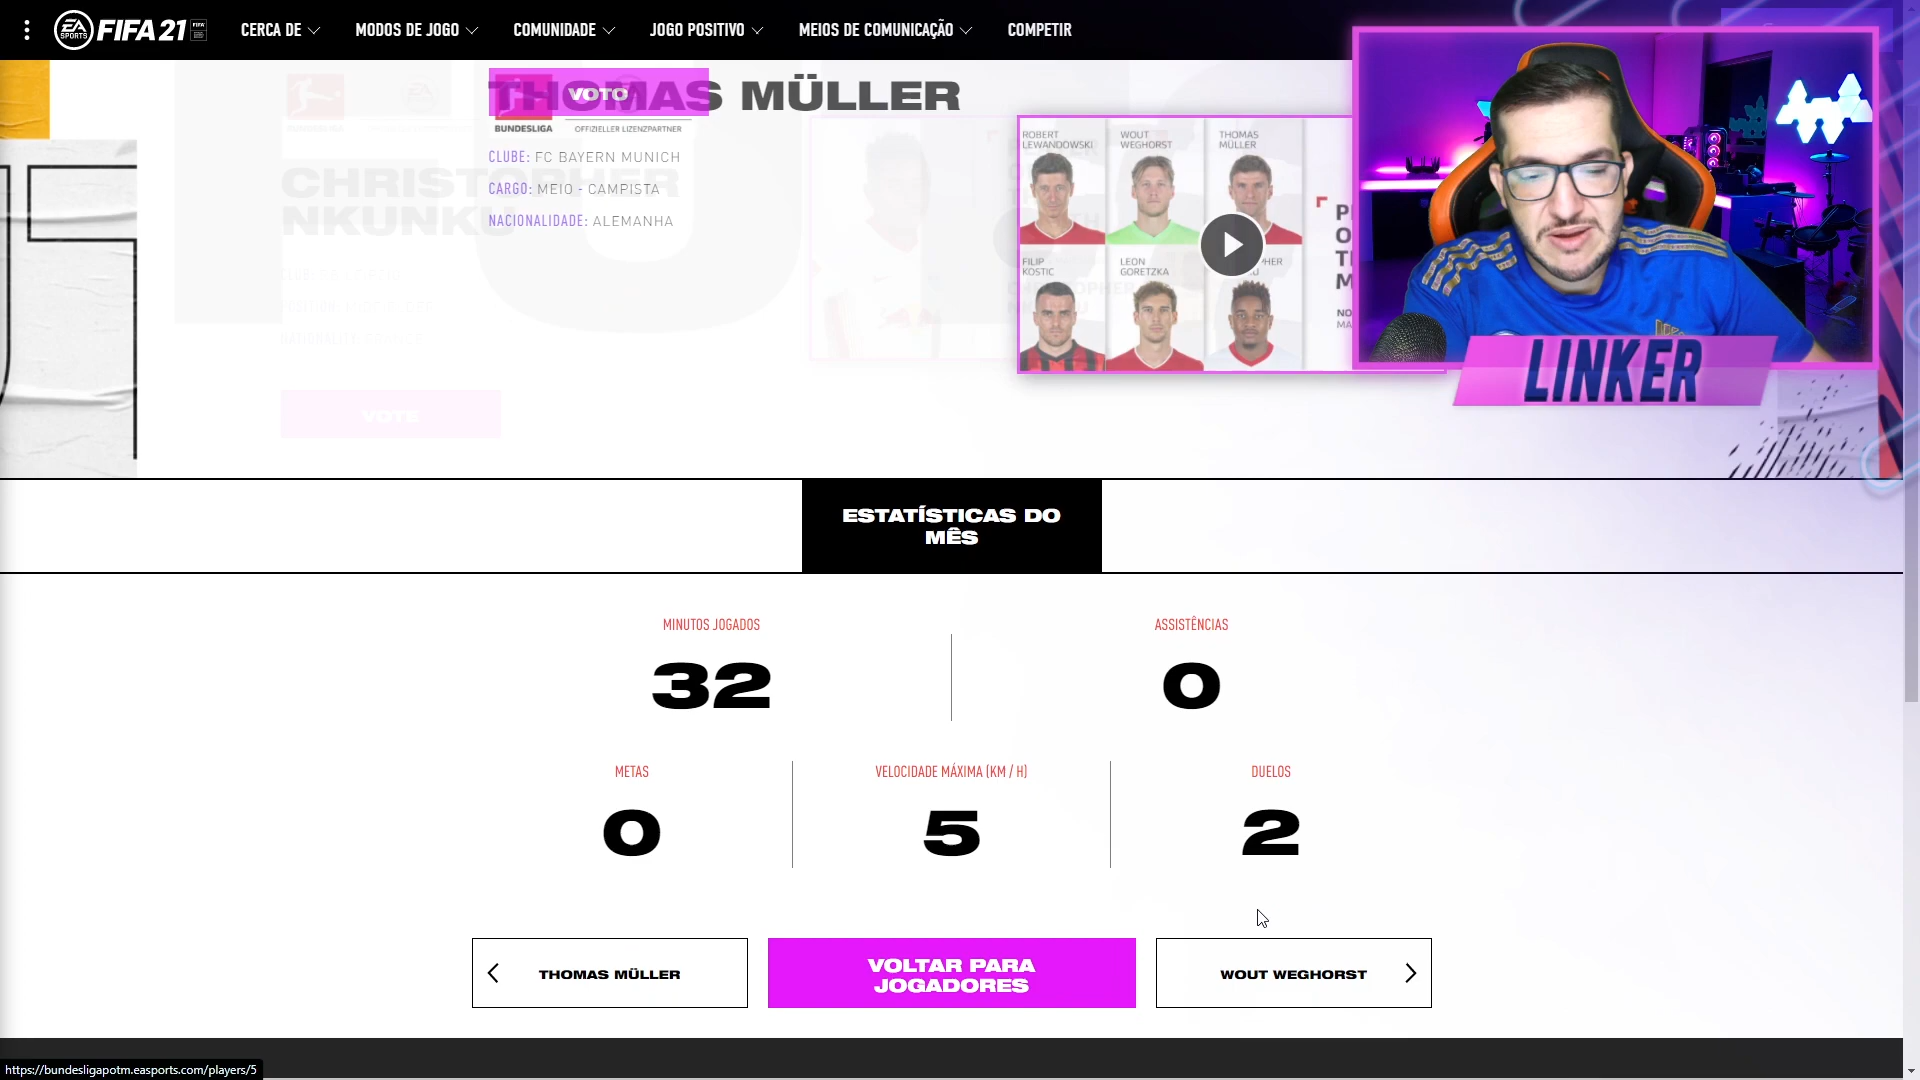 EA SPORTS FIFA 21
CERCA DE
MODOS DE JOGO
COMUNIDADE
JOGO POSITIVO
MEIOS DE COMUNICAÇÃO
COMPETIR
THOMAS MÜLLER
VOTO
BUNDESLIGA
OFFIZIELLER LIZENZPARTNER
CLUBE: FC BAYERN MUNICH
CARGO: MEIO - CAMPISTA
NACIONALIDADE: ALEMANHA
CHRISTOPHER
NKUNKU
VOTE
ROBERT
LEWANDOWSKI
WOUT
WEGHORST
THOMAS
MÜLLER
FILIP
KOSTIC
LEON
GORETZKA
LINKER
ESTATÍSTICAS DO
MÊS
MINUTOS JOGADOS
32
ASSISTÊNCIAS
0
METAS
0
VELOCIDADE MÁXIMA (KM / H)
5
DUELOS
2
THOMAS MÜLLER
VOLTAR PARA
JOGADORES
WOUT WEGHORST
https://bundesligapotm.easports.com/players/5